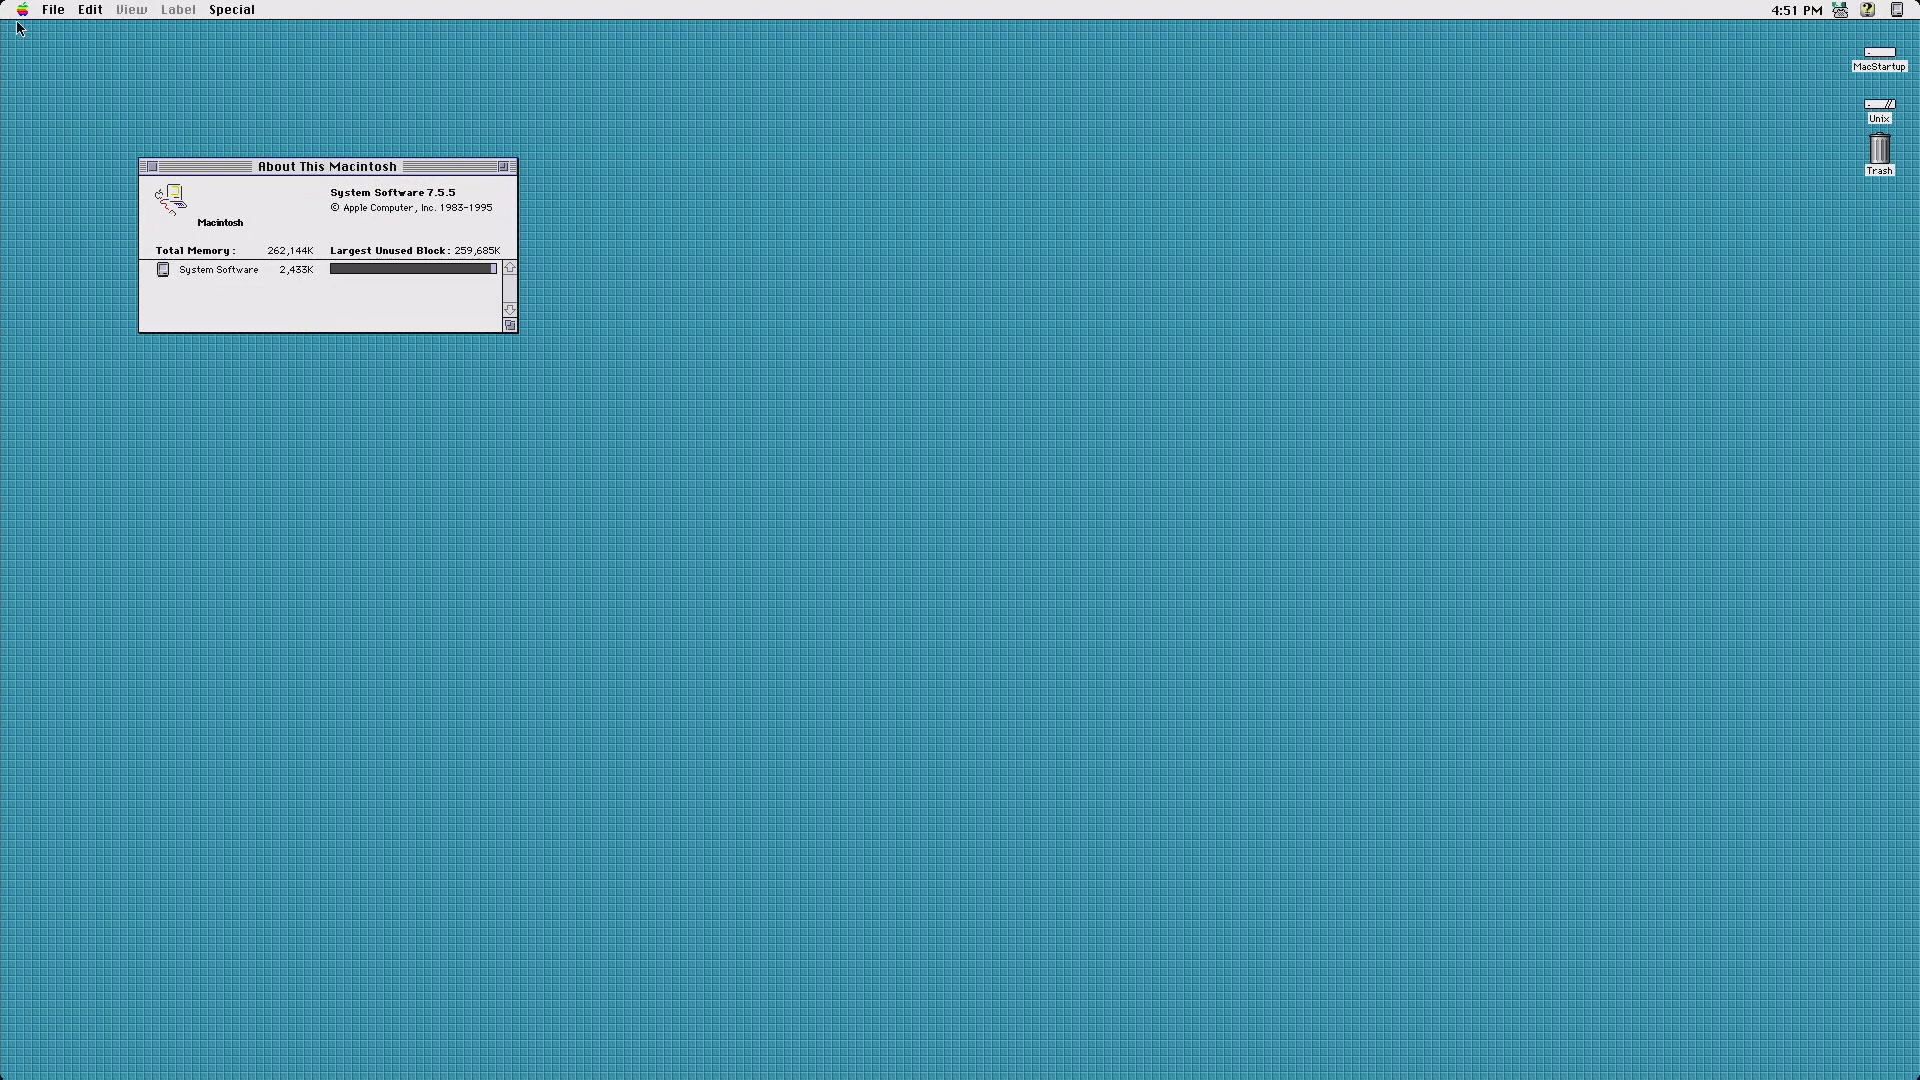 File Edit View Label Special 4:51 PM
MacStartup
Unix
Trash
About This Macintosh
System Software 7.5.5
© Apple Computer, Inc. 1983-1995
Macintosh
Total Memory: 262,144K Largest Unused Block: 259,685K
System Software 2,433K